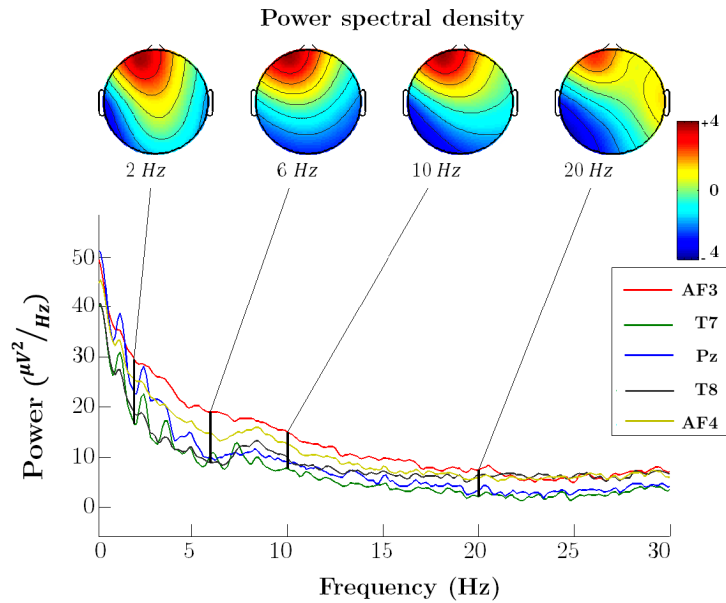 Power spectral density
2 Hz
6 Hz
10 Hz
20 Hz
+4
0
- 4
AF3
T7
Pz
T8
AF4
Power (μV²/Hz)
50
40
30
20
10
0
0
5
10
15
20
25
30
Frequency (Hz)